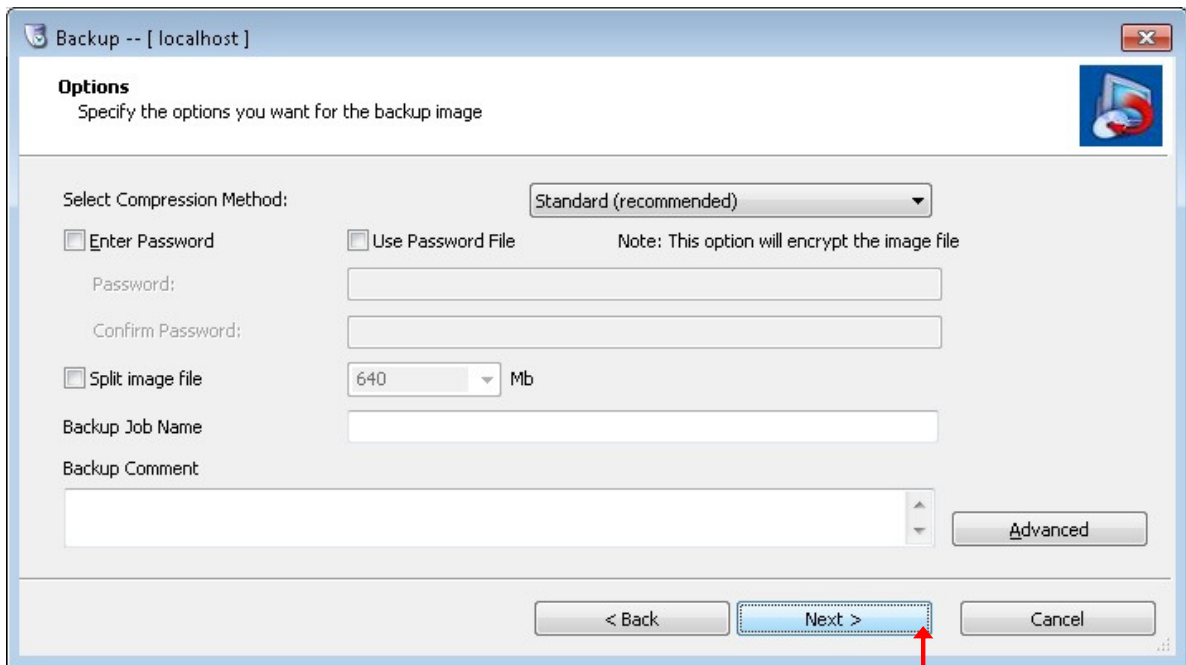 Backup -- [ localhost ]
Options
Specify the options you want for the backup image
Select Compression Method: Standard (recommended)
Enter Password Use Password File Note: This option will encrypt the image file
Password:
Confirm Password:
Split image file 640 Mb
Backup Job Name
Backup Comment
Advanced
< Back Next > Cancel